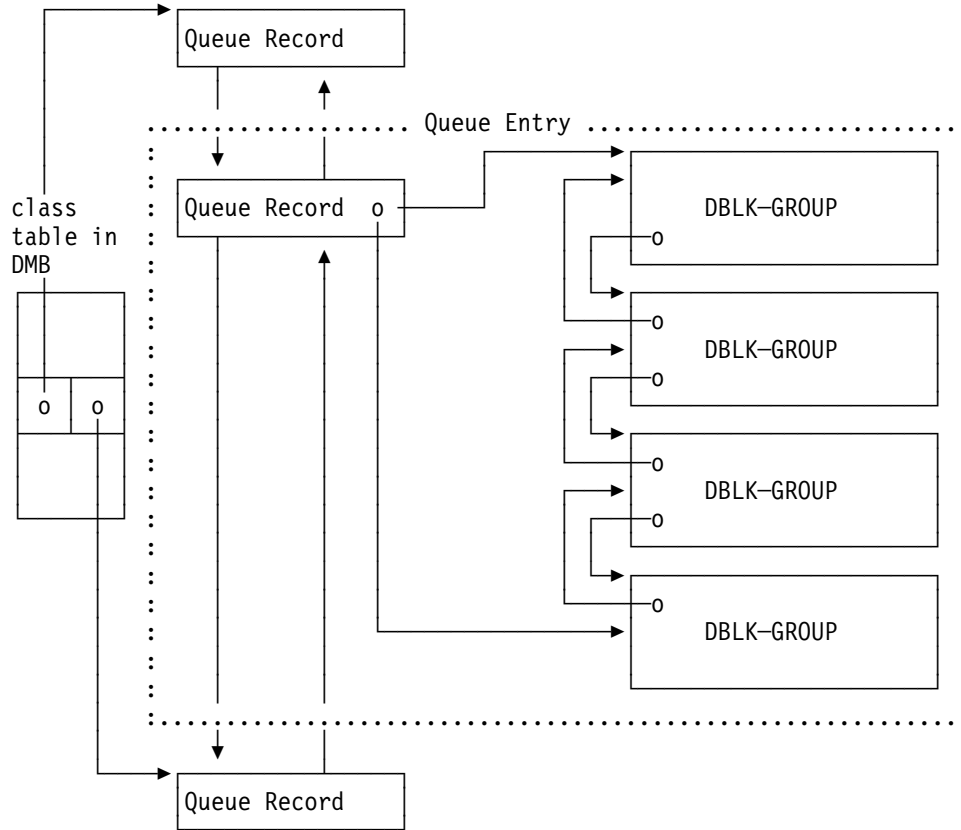 Queue Record
Queue Entry
class
table in
DMB
Queue Record o
DBLK—GROUP
o
o
DBLK—GROUP
o
o o
o
DBLK—GROUP
o
o
DBLK—GROUP
Queue Record